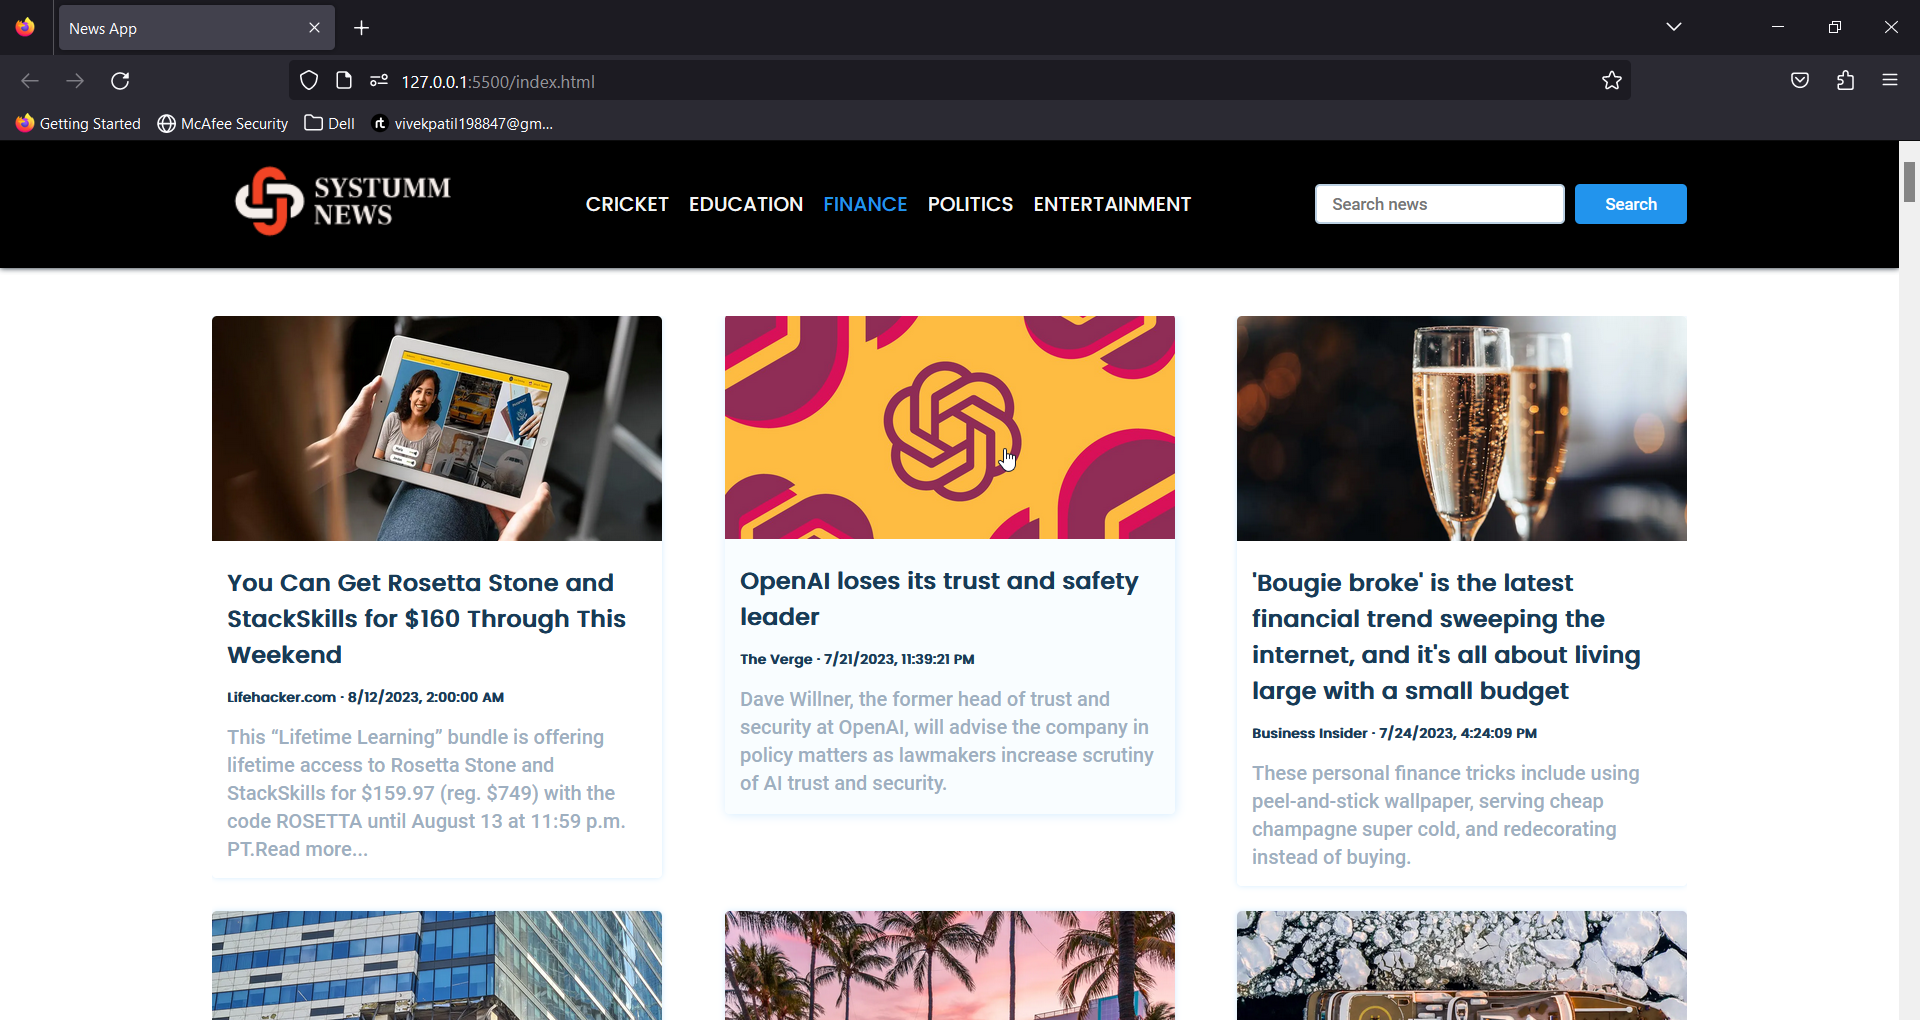 News App
127.0.0.1:5500/index.html
Getting Started
McAfee Security
Dell
rt vivekpatil198847@gm...
SYSTUMM
NEWS
CRICKET
EDUCATION
FINANCE
POLITICS
ENTERTAINMENT
Search news
Search
You Can Get Rosetta Stone and
StackSkills for $160 Through This
Weekend
Lifehacker.com · 8/12/2023, 2:00:00 AM
This “Lifetime Learning” bundle is offering
lifetime access to Rosetta Stone and
StackSkills for $159.97 (reg. $749) with the
code ROSETTA until August 13 at 11:59 p.m.
PT.Read more...
OpenAI loses its trust and safety
leader
The Verge · 7/21/2023, 11:39:21 PM
Dave Willner, the former head of trust and
security at OpenAI, will advise the company in
policy matters as lawmakers increase scrutiny
of AI trust and security.
'Bougie broke' is the latest
financial trend sweeping the
internet, and it's all about living
large with a small budget
Business Insider · 7/24/2023, 4:24:09 PM
These personal finance tricks include using
peel-and-stick wallpaper, serving cheap
champagne super cold, and redecorating
instead of buying.